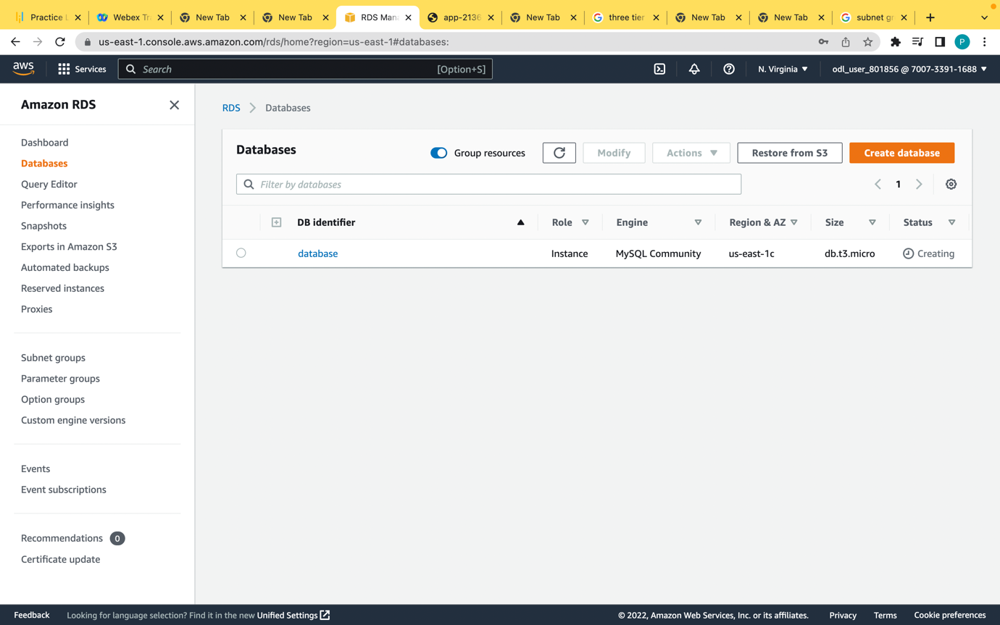 Practice L
Webex Tr
New Tab
New Tab
RDS Mana
app-2136
New Tab
three tier
New Tab
New Tab
subnet gr
us-east-1.console.aws.amazon.com/rds/home?region=us-east-1#databases:
P
aws
Services
Search
[Option+S]
N. Virginia
odl_user_801856 @ 7007-3391-1688
Amazon RDS
Dashboard
Databases
Query Editor
Performance insights
Snapshots
Exports in Amazon S3
Automated backups
Reserved instances
Proxies
Subnet groups
Parameter groups
Option groups
Custom engine versions
Events
Event subscriptions
Recommendations 0
Certificate update
RDS Databases
Databases
Group resources
Modify
Actions
Restore from S3
Create database
Filter by databases
1
DB identifier Role Engine Region & AZ Size Status
database Instance MySQL Community us-east-1c db.t3.micro Creating
Feedback
Looking for language selection? Find it in the new Unified Settings
© 2022, Amazon Web Services, Inc. or its affiliates.
Privacy
Terms
Cookie preferences